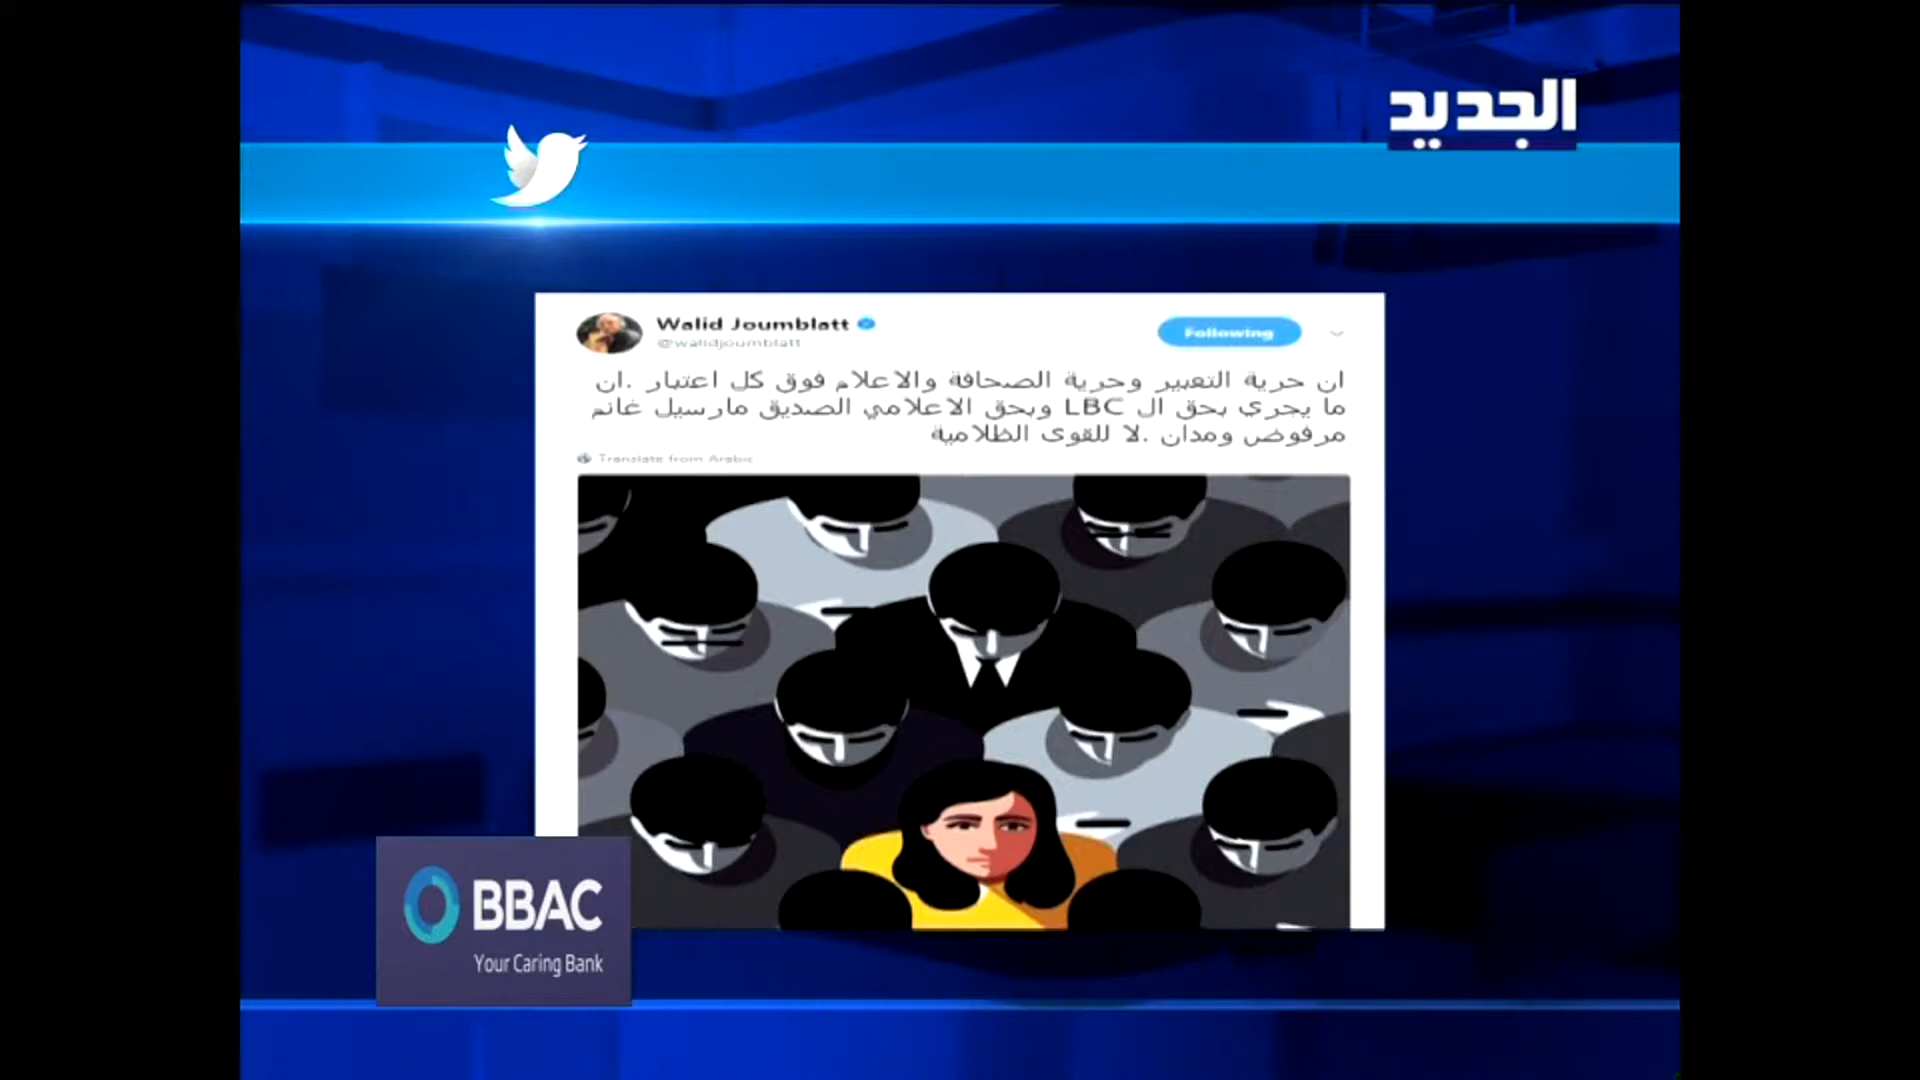 الجديد
Walid Joumblatt
@walidjoumblatt
Following
ان حرية التعبير وحرية الصحافة والاعلام فوق كل اعتبار .ان
ما يجري بحق ال LBC وبحق الاعلامي الصديق مارسيل غانم
مرفوض ومدان .لا للقوى الظلامية
Translate from Arabic
BBAC
Your Caring Bank